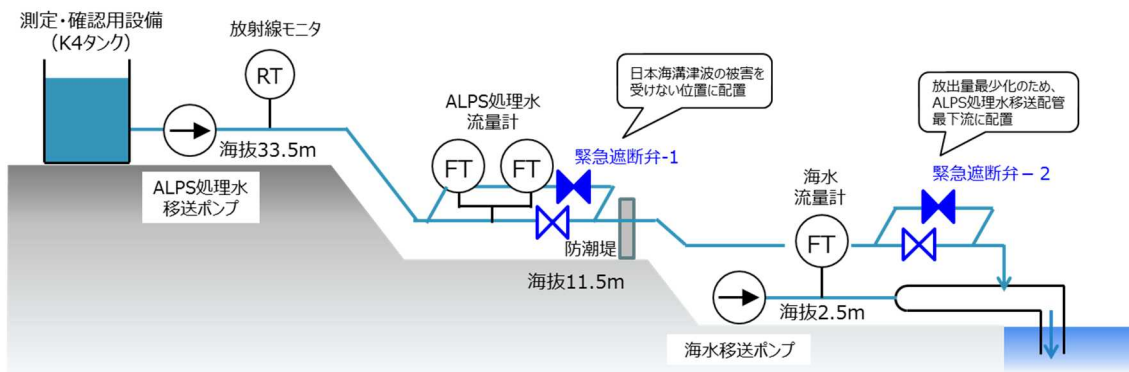 測定・確認用設備
(K4タンク)
放射線モニタ
RT
海抜33.5m
ALPS処理水
移送ポンプ
ALPS処理水
流量計
FT
FT
緊急遮断弁-1
日本海溝津波の被害を
受けない位置に配置
防潮堤
海抜11.5m
海水
流量計
FT
放出量最少化のため、
ALPS処理水移送配管
最下流に配置
緊急遮断弁－2
海抜2.5m
海水移送ポンプ